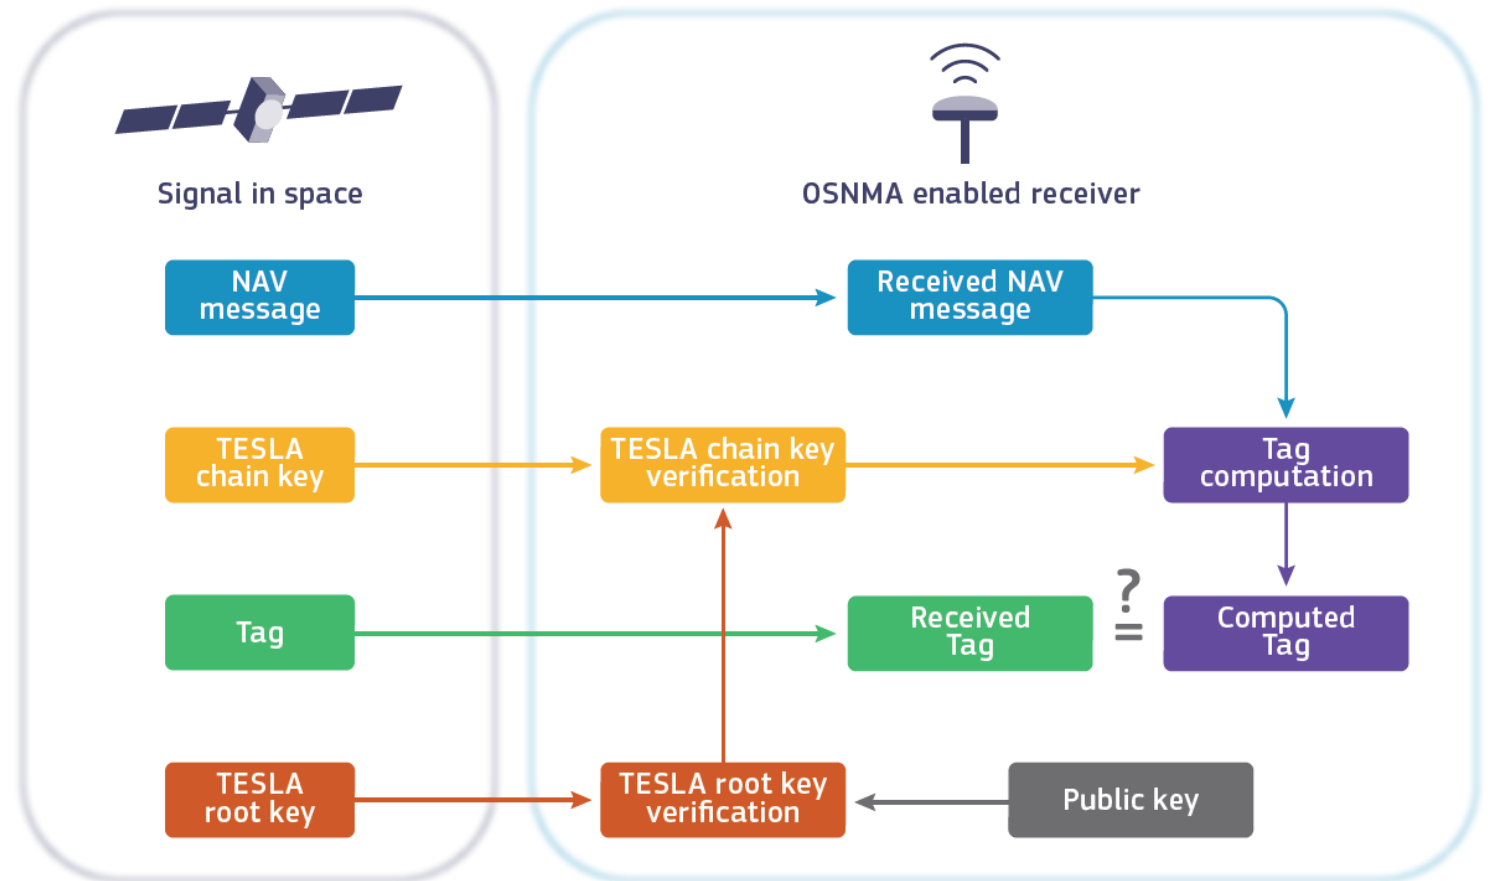 Signal in space
OSNMA enabled receiver
NAV
message
Received NAV
message
TESLA
chain key
TESLA chain key
verification
Tag
computation
Tag
Received
Tag
?
=
Computed
Tag
TESLA
root key
TESLA root key
verification
Public key